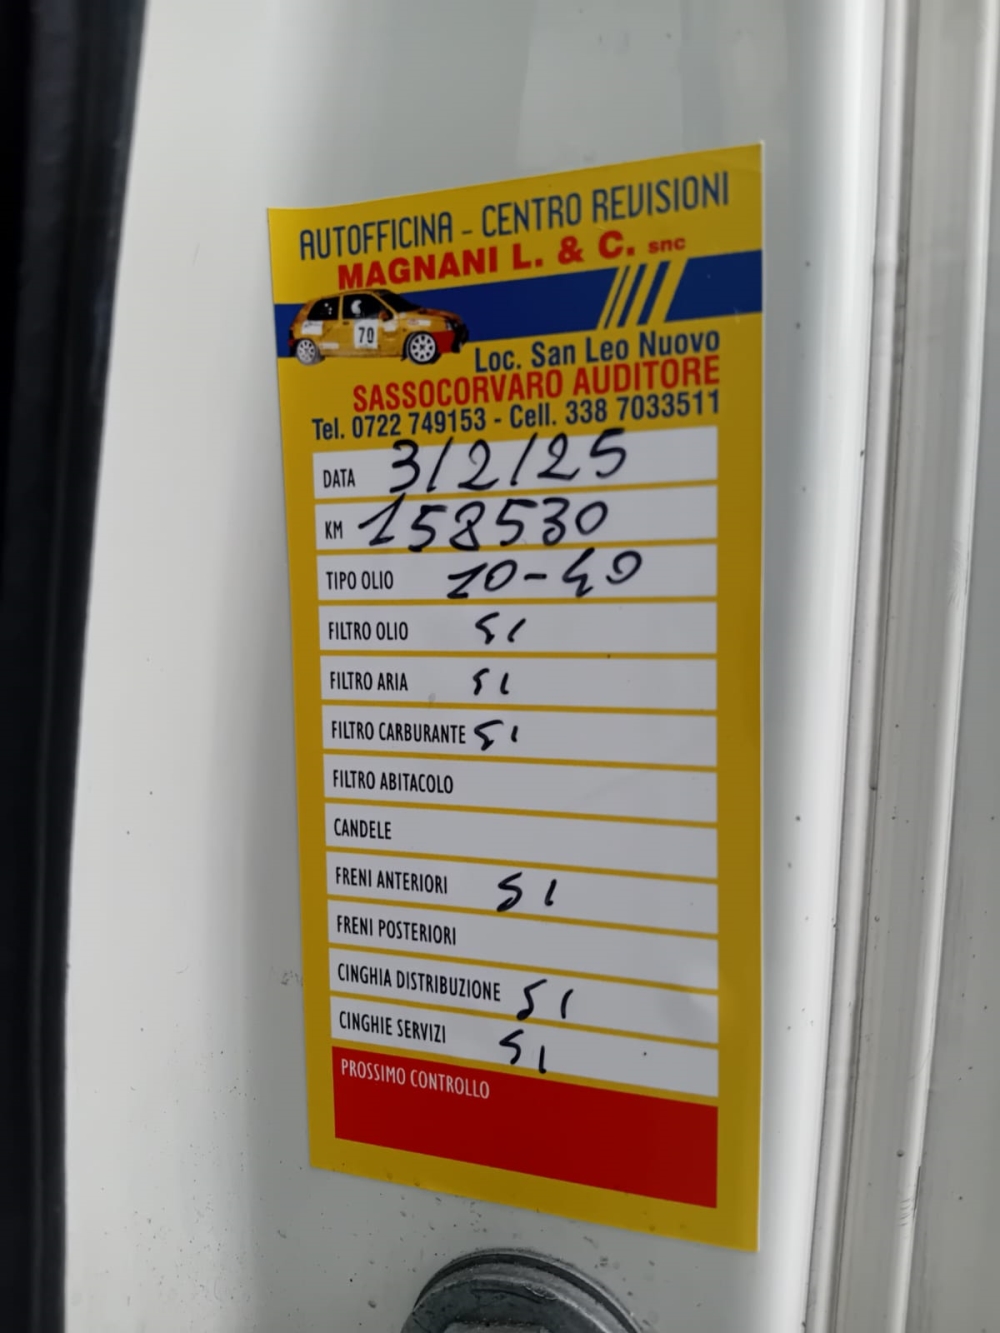 AUTOFFICINA - CENTRO REVISIONI
MAGNANI L. & C. snc
70
Loc. San Leo Nuovo
SASSOCORVARO AUDITORE
Tel. 0722 749153 - Cell. 338 7033511
DATA 3/2/25
KM 158530
TIPO OLIO 10-40
FILTRO OLIO SI
FILTRO ARIA SI
FILTRO CARBURANTE SI
FILTRO ABITACOLO
CANDELE
FRENI ANTERIORI SI
FRENI POSTERIORI
CINGHIA DISTRIBUZIONE SI
CINGHIE SERVIZI SI
PROSSIMO CONTROLLO